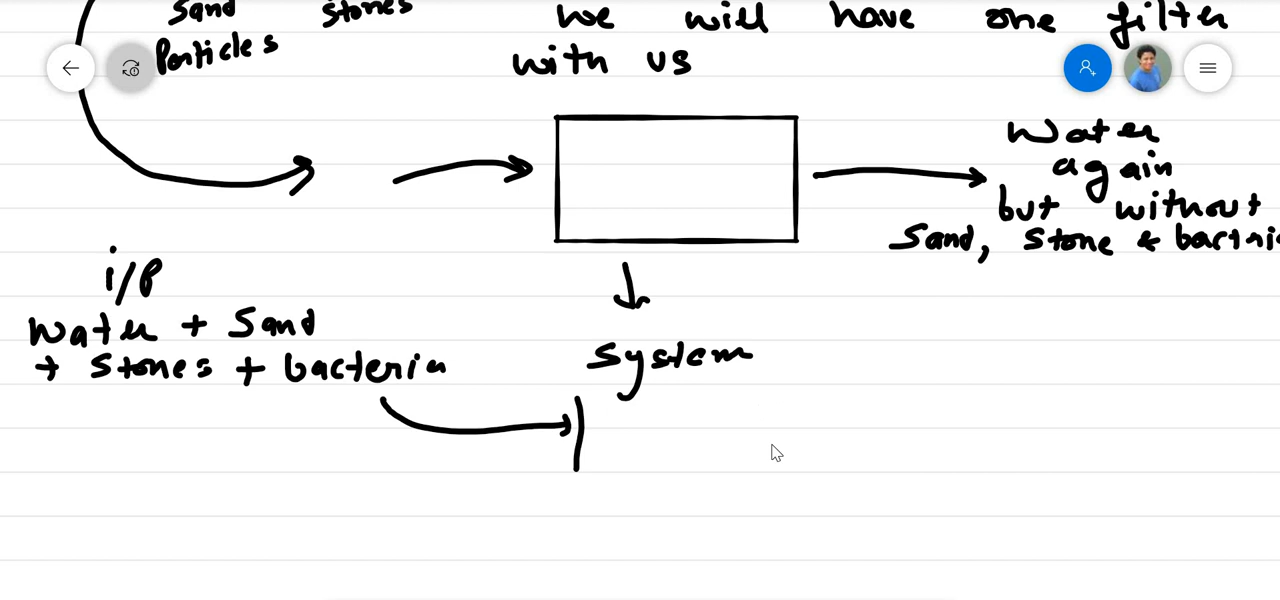 Sand stones
Particles
We will have one filter
with us
Water
again
but without
Sand, Stone & bacteri
i/p
Water + Sand
+ Stones + bacteria
System